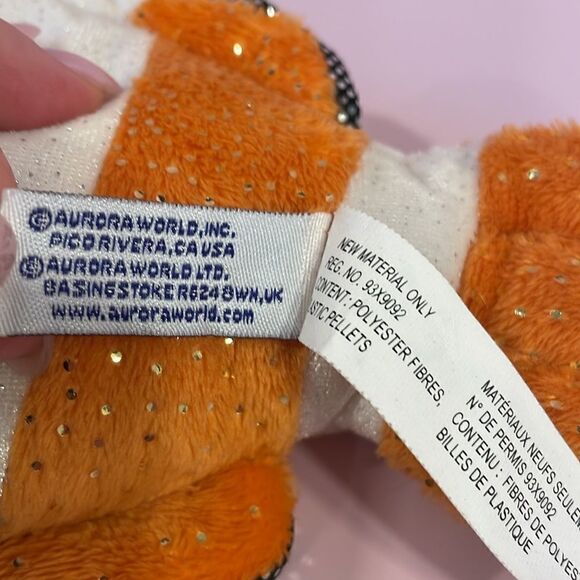 © AURORA WORLD, INC.
PICO RIVERA, CA USA
© AURORA WORLD LTD.
BASINGSTOKE RG24 8WH, UK
www.auroraworld.com
NEW MATERIAL ONLY
REG. NO. 93X9092
CONTENT: POLYESTER FIBRES,
PELLETS
MATÉRIAUX NEUFS
N° DE PERMIS 93X9092
CONTENU: FIBRES DE
BILLES DE PLASTIQUE